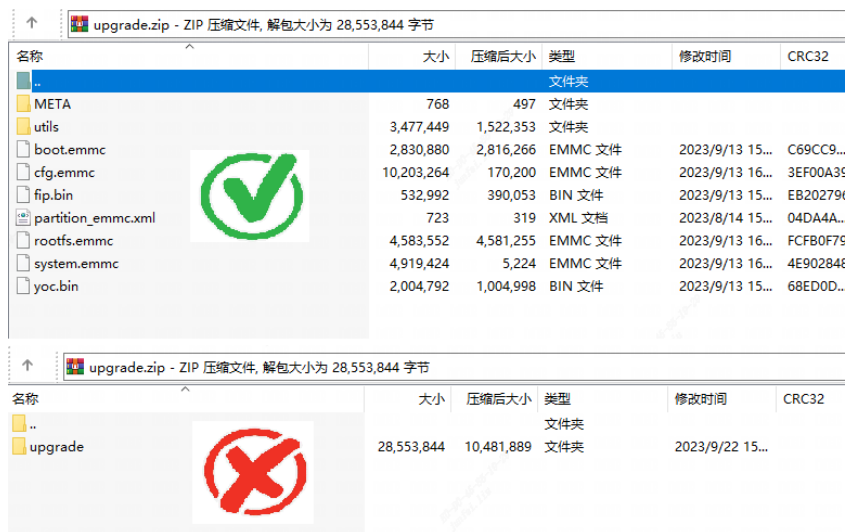 upgrade.zip - ZIP 压缩文件, 解包大小为 28,553,844 字节
名称 大小 压缩后大小 类型 修改时间 CRC32
.. 文件夹
META 768 497 文件夹
utils 3,477,449 1,522,353 文件夹
boot.emmc 2,830,880 2,816,266 EMMC 文件 2023/9/13 15... C69CC9...
cfg.emmc 10,203,264 170,200 EMMC 文件 2023/9/13 16... 3EF00A39
fip.bin 532,992 390,053 BIN 文件 2023/9/13 15... EB202796
partition_emmc.xml 723 319 XML 文档 2023/8/14 15... 04DA4A...
rootfs.emmc 4,583,552 4,581,255 EMMC 文件 2023/9/13 16... FCFB0F79
system.emmc 4,919,424 5,224 EMMC 文件 2023/9/13 16... 4E902848
yoc.bin 2,004,792 1,004,998 BIN 文件 2023/9/13 15... 68ED0D...
upgrade.zip - ZIP 压缩文件, 解包大小为 28,553,844 字节
名称 大小 压缩后大小 类型 修改时间 CRC32
.. 文件夹
upgrade 28,553,844 10,481,889 文件夹 2023/9/22 15...